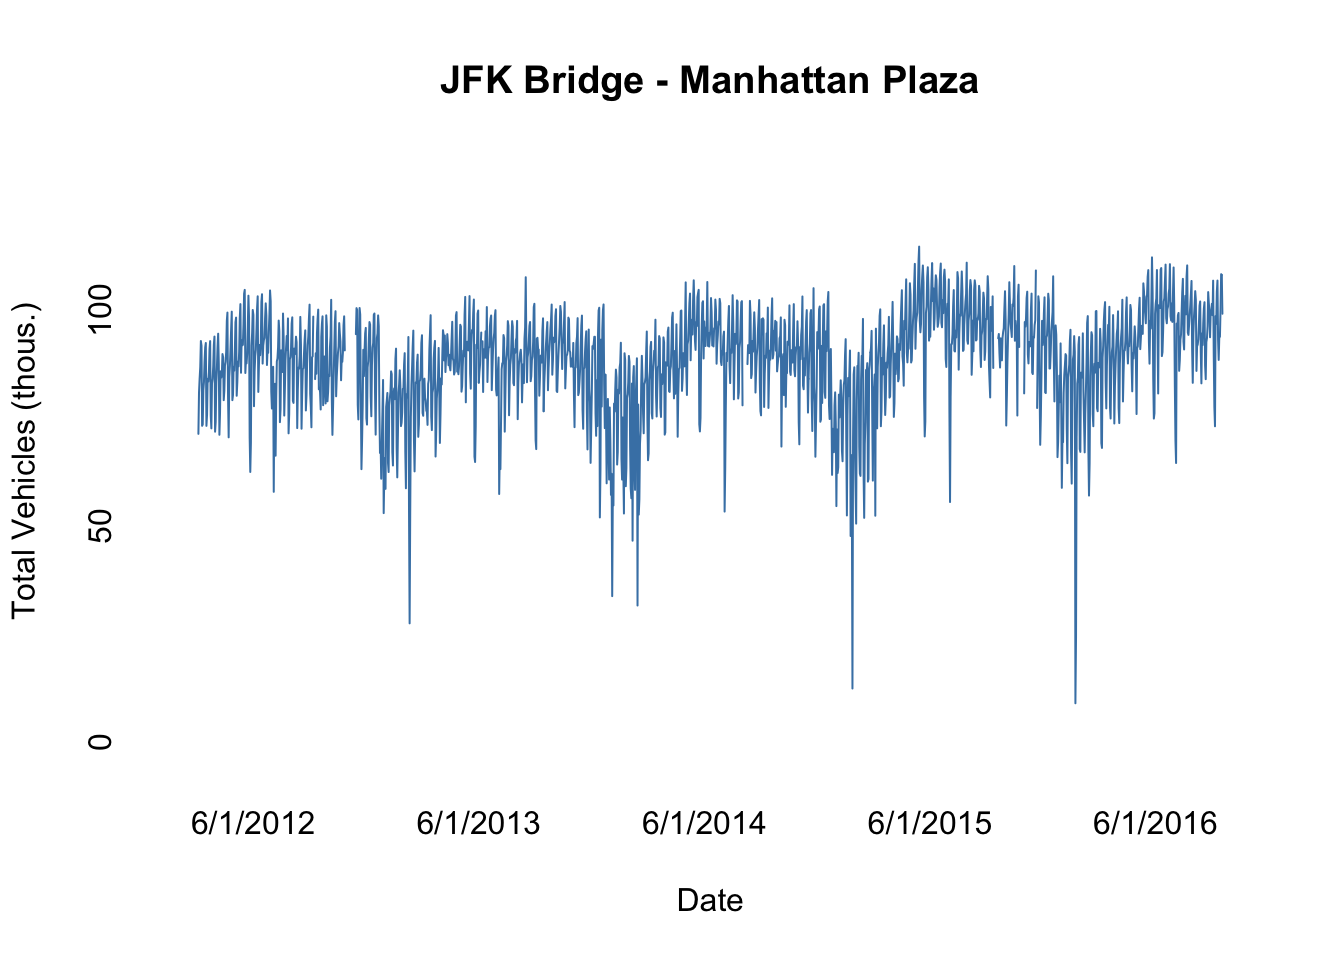 JFK Bridge - Manhattan Plaza
Total Vehicles (thous.)
100
50
0
6/1/2012 6/1/2013 6/1/2014 6/1/2015 6/1/2016
Date